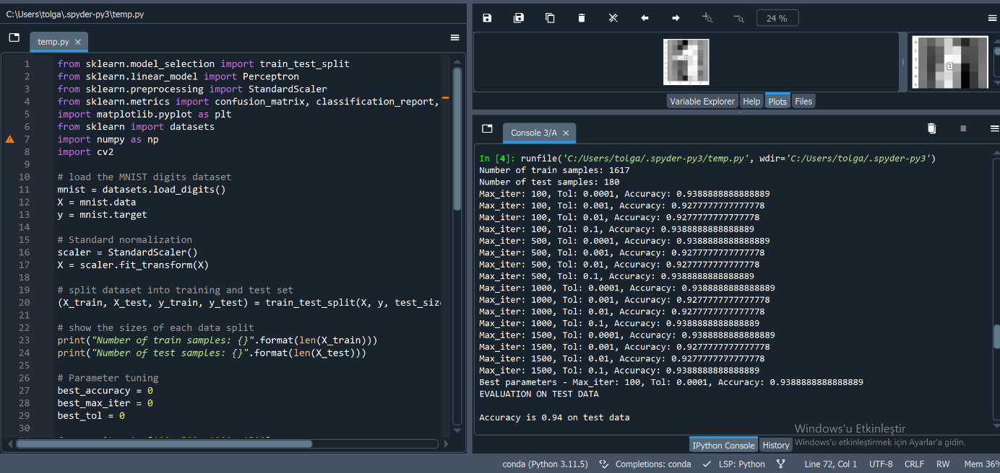 C:\Users\tolga\.spyder-py3\temp.py
temp.py
1 from sklearn.model_selection import train_test_split
2 from sklearn.linear_model import Perceptron
3 from sklearn.preprocessing import StandardScaler
4 from sklearn.metrics import confusion_matrix, classification_report,
5 import matplotlib.pyplot as plt
6 from sklearn import datasets
7 import numpy as np
8 import cv2
9
10 # load the MNIST digits dataset
11 mnist = datasets.load_digits()
12 X = mnist.data
13 y = mnist.target
14
15 # Standard normalization
16 scaler = StandardScaler()
17 X = scaler.fit_transform(X)
18
19 # split dataset into training and test set
20 (X_train, X_test, y_train, y_test) = train_test_split(X, y, test_siz
21
22 # show the sizes of each data split
23 print("Number of train samples: {}".format(len(X_train)))
24 print("Number of test samples: {}".format(len(X_test)))
25
26 # Parameter tuning
27 best_accuracy = 0
28 best_max_iter = 0
29 best_tol = 0
30
24 %
1
Variable Explorer Help Plots Files
Console 3/A
In [4]: runfile('C:/Users/tolga/.spyder-py3/temp.py', wdir='C:/Users/tolga/.spyder-py3')
Number of train samples: 1617
Number of test samples: 180
Max_iter: 100, Tol: 0.0001, Accuracy: 0.9388888888888889
Max_iter: 100, Tol: 0.001, Accuracy: 0.9277777777777778
Max_iter: 100, Tol: 0.01, Accuracy: 0.9277777777777778
Max_iter: 100, Tol: 0.1, Accuracy: 0.9388888888888889
Max_iter: 500, Tol: 0.0001, Accuracy: 0.9388888888888889
Max_iter: 500, Tol: 0.001, Accuracy: 0.9277777777777778
Max_iter: 500, Tol: 0.01, Accuracy: 0.9277777777777778
Max_iter: 500, Tol: 0.1, Accuracy: 0.9388888888888889
Max_iter: 1000, Tol: 0.0001, Accuracy: 0.9388888888888889
Max_iter: 1000, Tol: 0.001, Accuracy: 0.9277777777777778
Max_iter: 1000, Tol: 0.01, Accuracy: 0.9277777777777778
Max_iter: 1000, Tol: 0.1, Accuracy: 0.9388888888888889
Max_iter: 1500, Tol: 0.0001, Accuracy: 0.9388888888888889
Max_iter: 1500, Tol: 0.001, Accuracy: 0.9277777777777778
Max_iter: 1500, Tol: 0.01, Accuracy: 0.9277777777777778
Max_iter: 1500, Tol: 0.1, Accuracy: 0.9388888888888889
Best parameters - Max_iter: 100, Tol: 0.0001, Accuracy: 0.9388888888888889
EVALUATION ON TEST DATA
Accuracy is 0.94 on test data
Windows'u Etkinleştir
Windows'u etkinleştirmek için Ayarlar'a gidin.
IPython Console History
conda (Python 3.11.5) Completions: conda LSP: Python Line 72, Col 1 UTF-8 CRLF RW Mem 36%